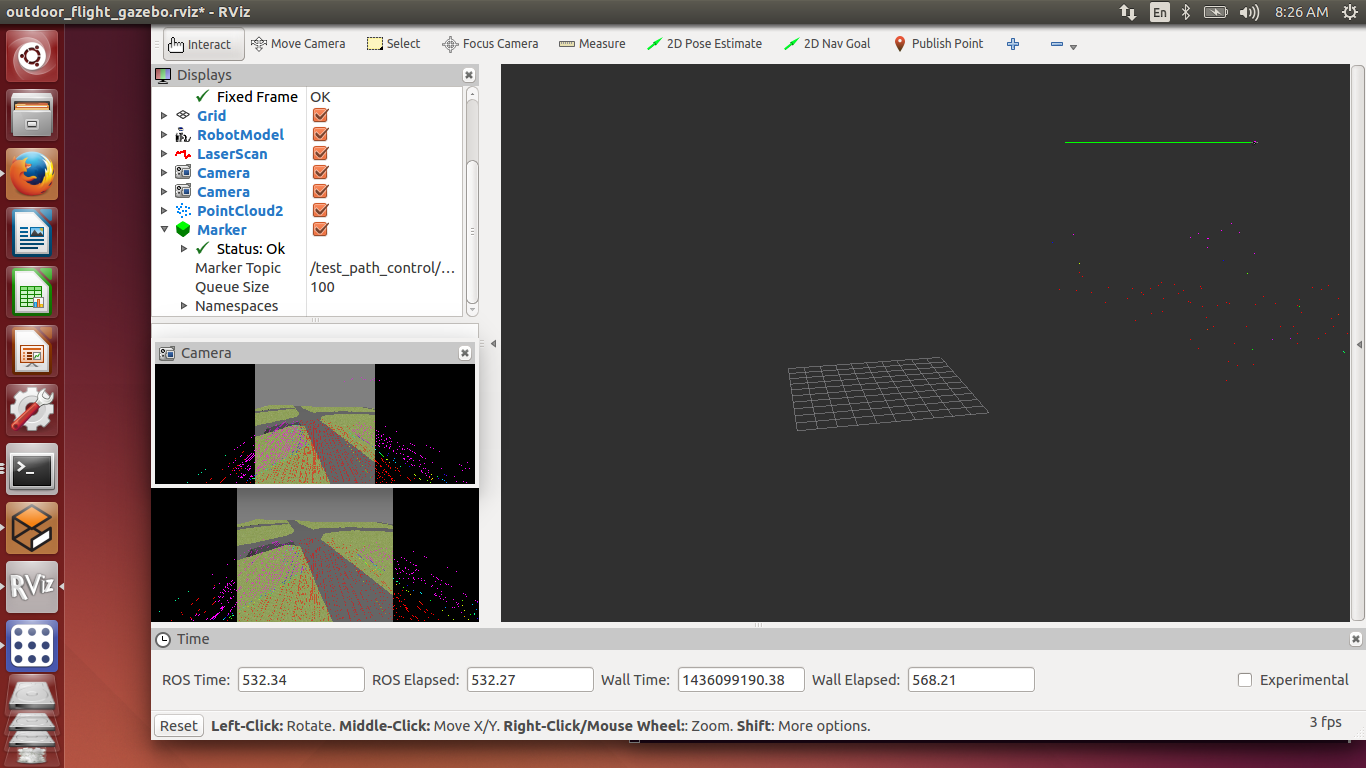 outdoor_flight_gazebo.rviz* - RViz
En
8:26 AM
Interact
Move Camera
Select
Focus Camera
Measure
2D Pose Estimate
2D Nav Goal
Publish Point
Displays
Fixed Frame OK
Grid
RobotModel
LaserScan
Camera
Camera
PointCloud2
Marker
Status: Ok
Marker Topic /test_path_control/...
Queue Size 100
Namespaces
Camera
RViz
Time
ROS Time: 532.34 ROS Elapsed: 532.27 Wall Time: 1436099190.38 Wall Elapsed: 568.21 Experimental
Reset Left-Click: Rotate. Middle-Click: Move X/Y. Right-Click/Mouse Wheel:: Zoom. Shift: More options. 3 fps